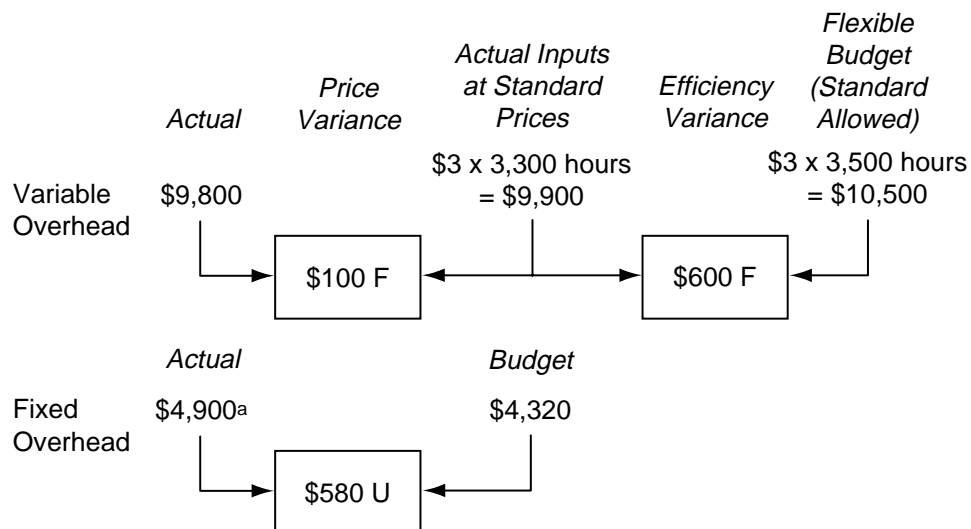 Flexible
Budget
(Standard
Allowed)
Actual Inputs
at Standard
Prices
Price
Variance
Efficiency
Variance
Actual
$3 x 3,300 hours
= $9,900
$3 x 3,500 hours
= $10,500
Variable
Overhead
$9,800
$100 F
$600 F
Actual
Budget
Fixed
Overhead
$4,900a
$4,320
$580 U